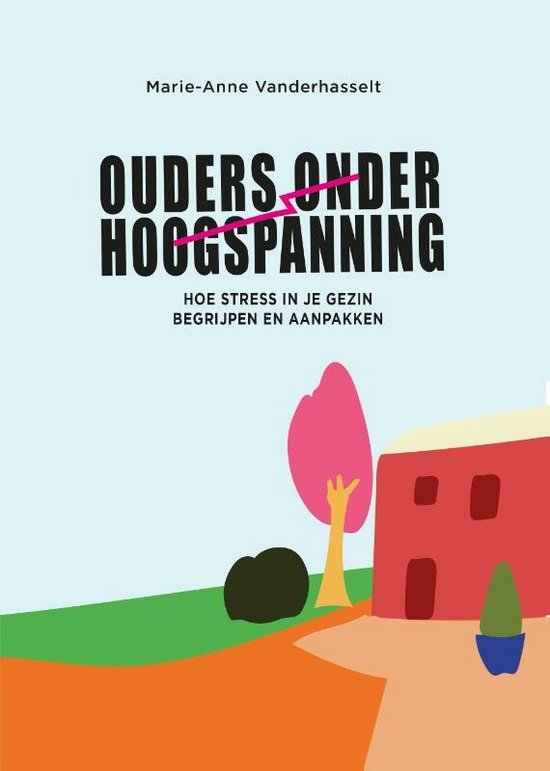 Marie-Anne Vanderhasselt
OUDERS ONDER
HOOGSPANNING
HOE STRESS IN JE GEZIN
BEGRIJPEN EN AANPAKKEN